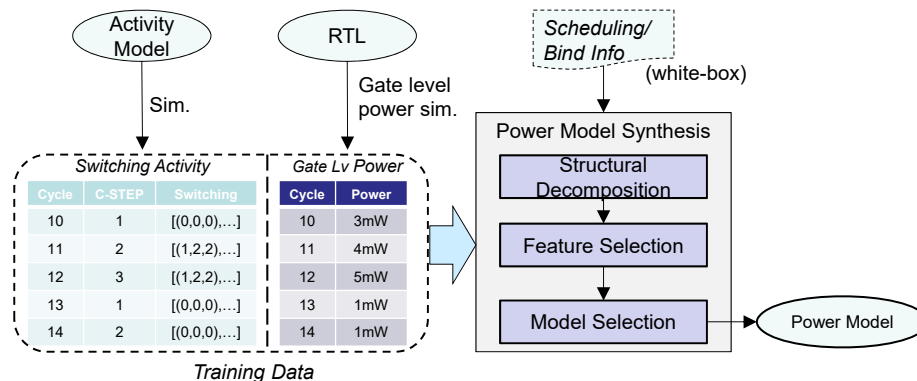 Activity
Model
RTL
Scheduling/
Bind Info
(white-box)
Sim.
Gate level
power sim.
Switching Activity
Cycle C-STEP Switching
10 1 [(0,0,0),...]
11 2 [(1,2,2),...]
12 3 [(1,2,2),...]
13 1 [(0,0,0),...]
14 2 [(0,0,0),...]
Gate Lv Power
Cycle Power
10 3mW
11 4mW
12 5mW
13 1mW
14 1mW
Training Data
Power Model Synthesis
Structural
Decomposition
Feature Selection
Model Selection
Power Model